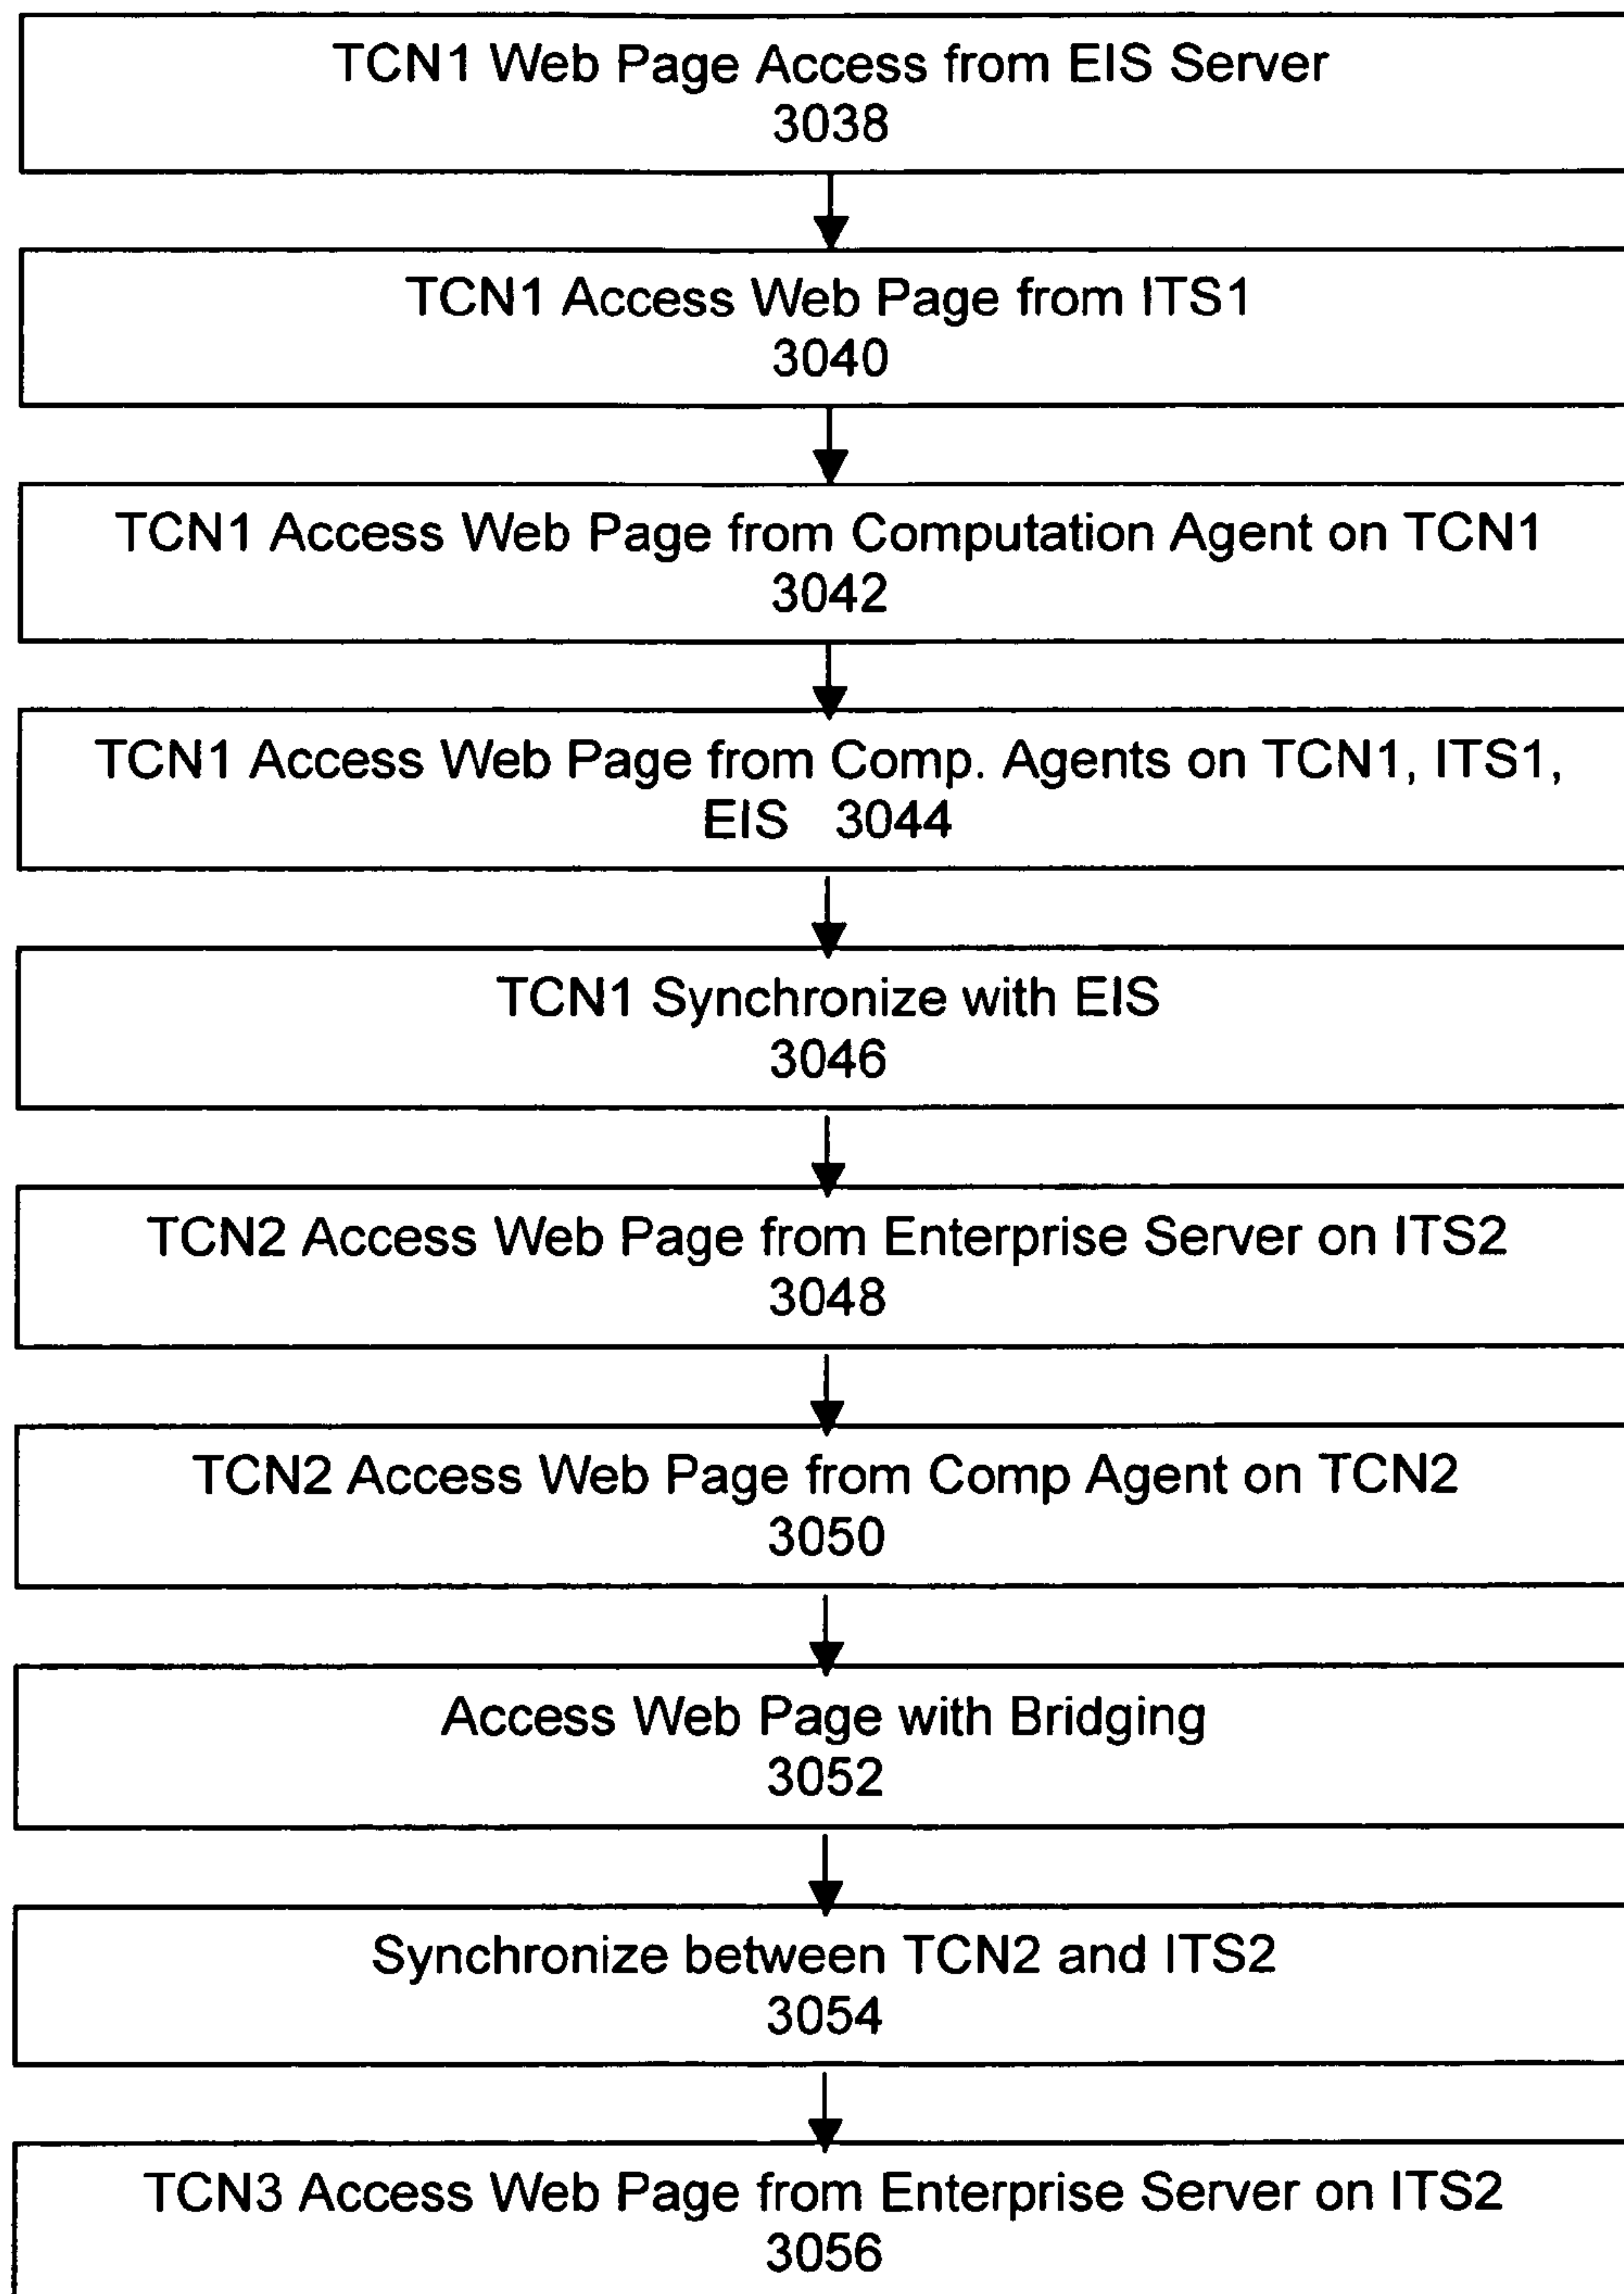 TCN1 Web Page Access from EIS Server
3038
TCN1 Access Web Page from ITS1
3040
TCN1 Access Web Page from Computation Agent on TCN1
3042
TCN1 Access Web Page from Comp. Agents on TCN1, ITS1,
EIS 3044
TCN1 Synchronize with EIS
3046
TCN2 Access Web Page from Enterprise Server on ITS2
3048
TCN2 Access Web Page from Comp Agent on TCN2
3050
Access Web Page with Bridging
3052
Synchronize between TCN2 and ITS2
3054
TCN3 Access Web Page from Enterprise Server on ITS2
3056